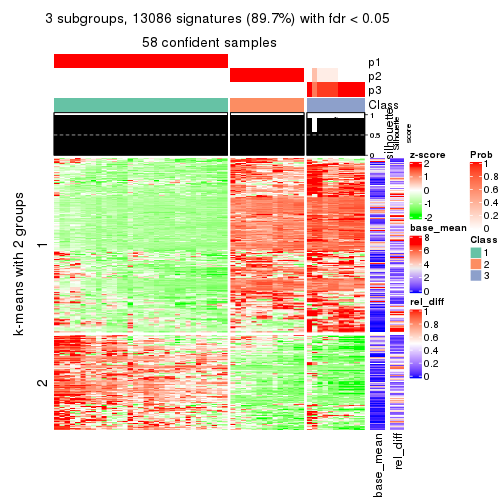 3 subgroups, 13086 signatures (89.7%) with fdr < 0.05
58 confident samples
p1
p2
p3
Class
1
0.5
0
silhouette
Silhouette
score
k-means with 2 groups
1
2
base_mean
rel_diff
z-score
2
1
0
-1
-2
base_mean
8
6
4
2
0
rel_diff
1
0.8
0.6
0.4
0.2
0
Prob
1
0.8
0.6
0.4
0.2
0
Class
1
2
3